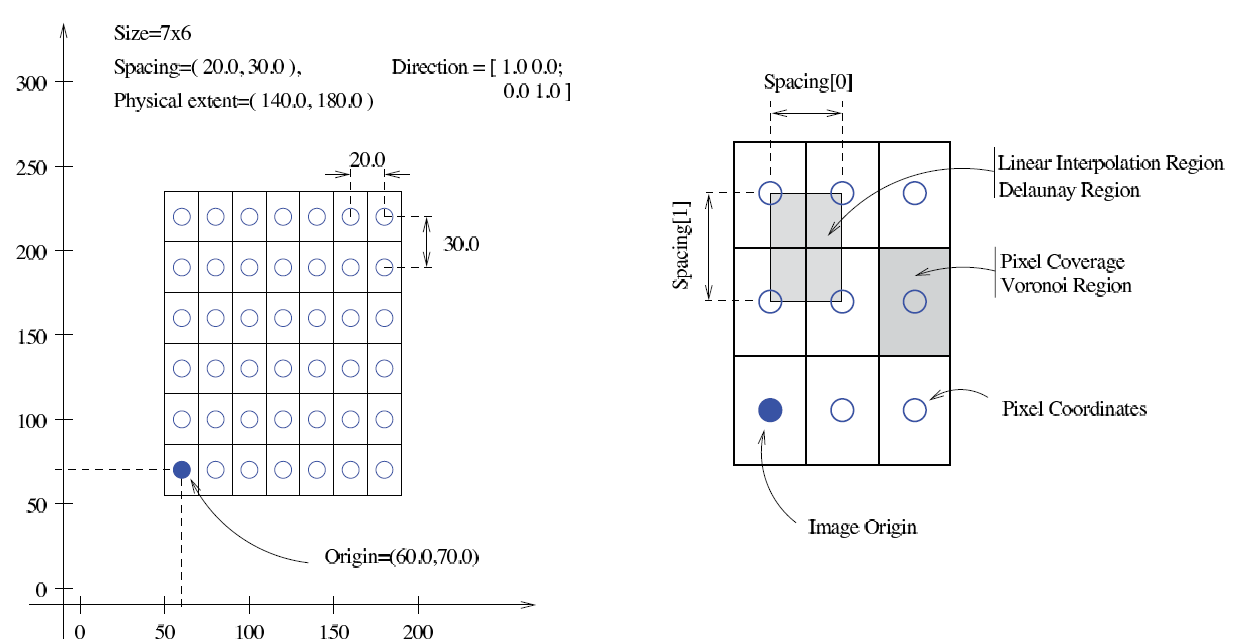 Size=7x6
Spacing=( 20.0, 30.0 ),
Physical extent=( 140.0, 180.0 )
Direction = [ 1.0 0.0;
0.0 1.0 ]
300
250
200
150
100
50
0
20.0
30.0
Origin=(60.0,70.0)
0
50
100
150
200
Spacing[0]
Spacing[1]
Linear Interpolation Region
Delaunay Region
Pixel Coverage
Voronoi Region
Pixel Coordinates
Image Origin